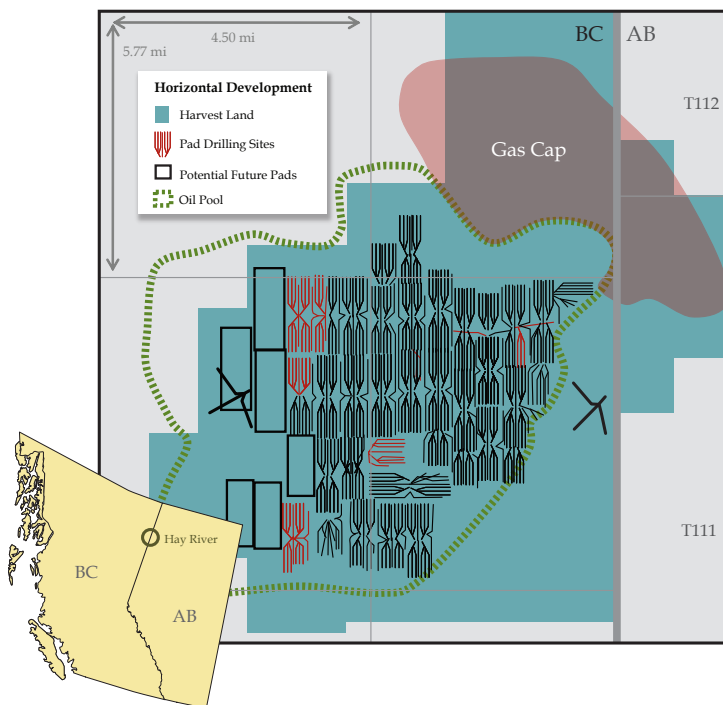 4.50 mi
BC
AB
5.77 mi
Horizontal Development
Harvest Land
Pad Drilling Sites
Potential Future Pads
Oil Pool
T112
Gas Cap
Hay River
T111
BC
AB